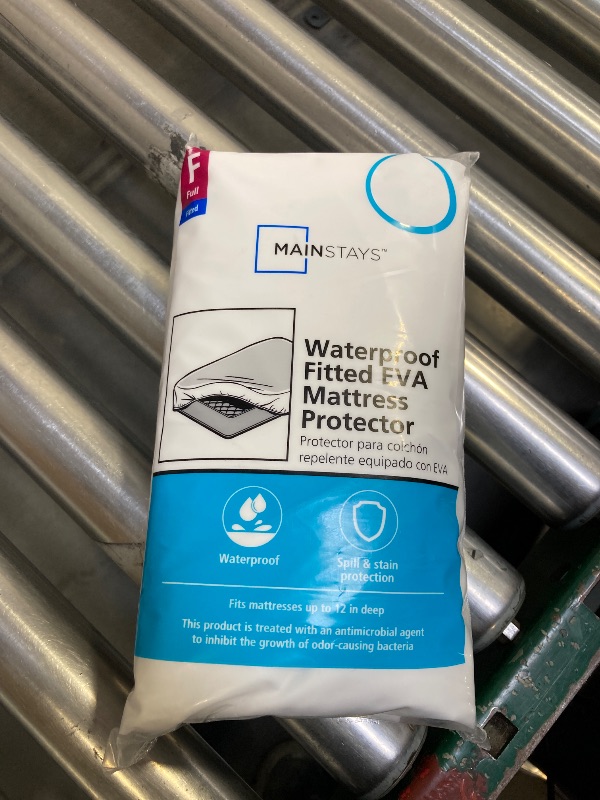 F
Full
Fitted
MAINSTAYS™
Waterproof
Fitted EVA
Mattress
Protector
Protector para colchón
repelente equipado con EVA
Waterproof
Spill & stain
protection
Fits mattresses up to 12 in deep
This product is treated with an antimicrobial agent
to inhibit the growth of odor-causing bacteria